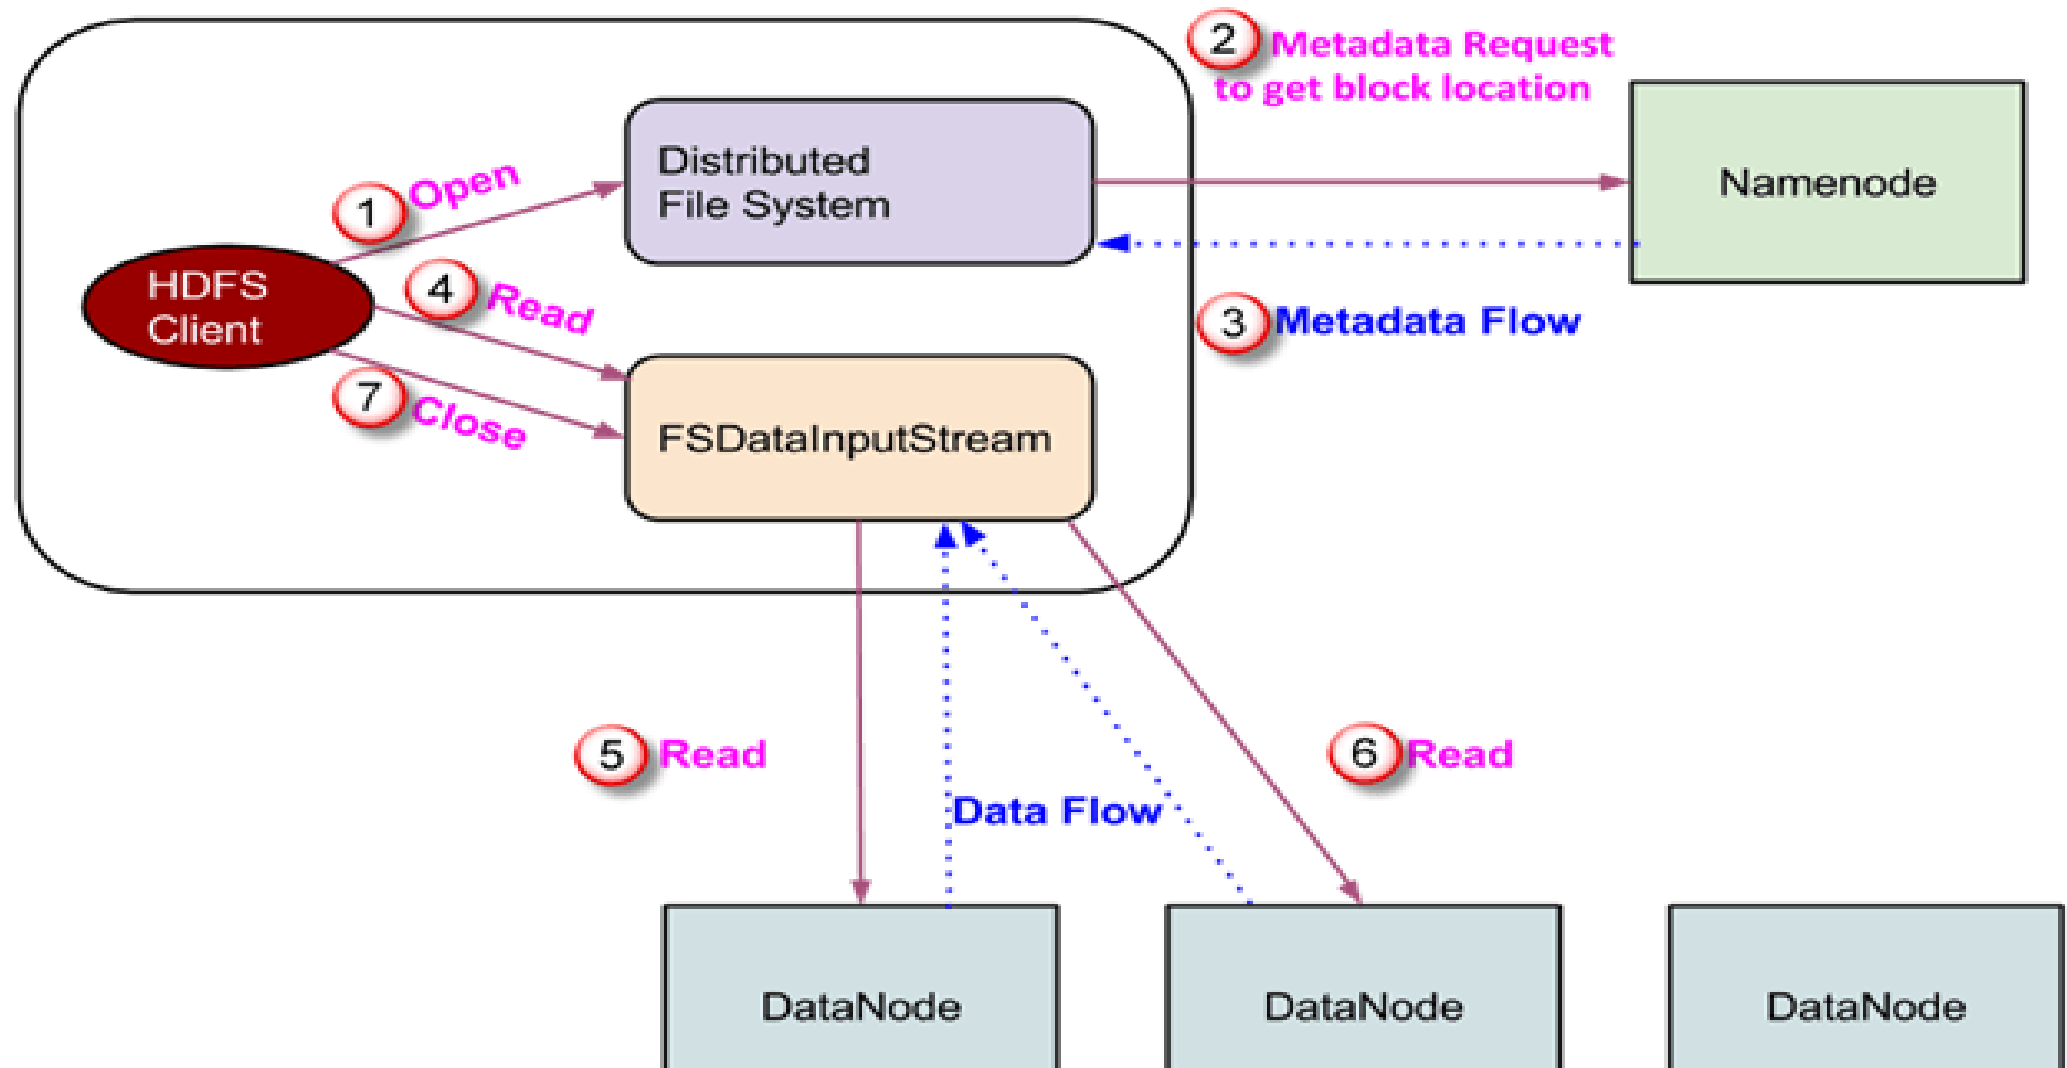 2 Metadata Request
to get block location
Distributed
File System
Namenode
1 Open
HDFS
Client
4 Read
3 Metadata Flow
7 Close
FSDataInputStream
5 Read
6 Read
Data Flow
DataNode
DataNode
DataNode